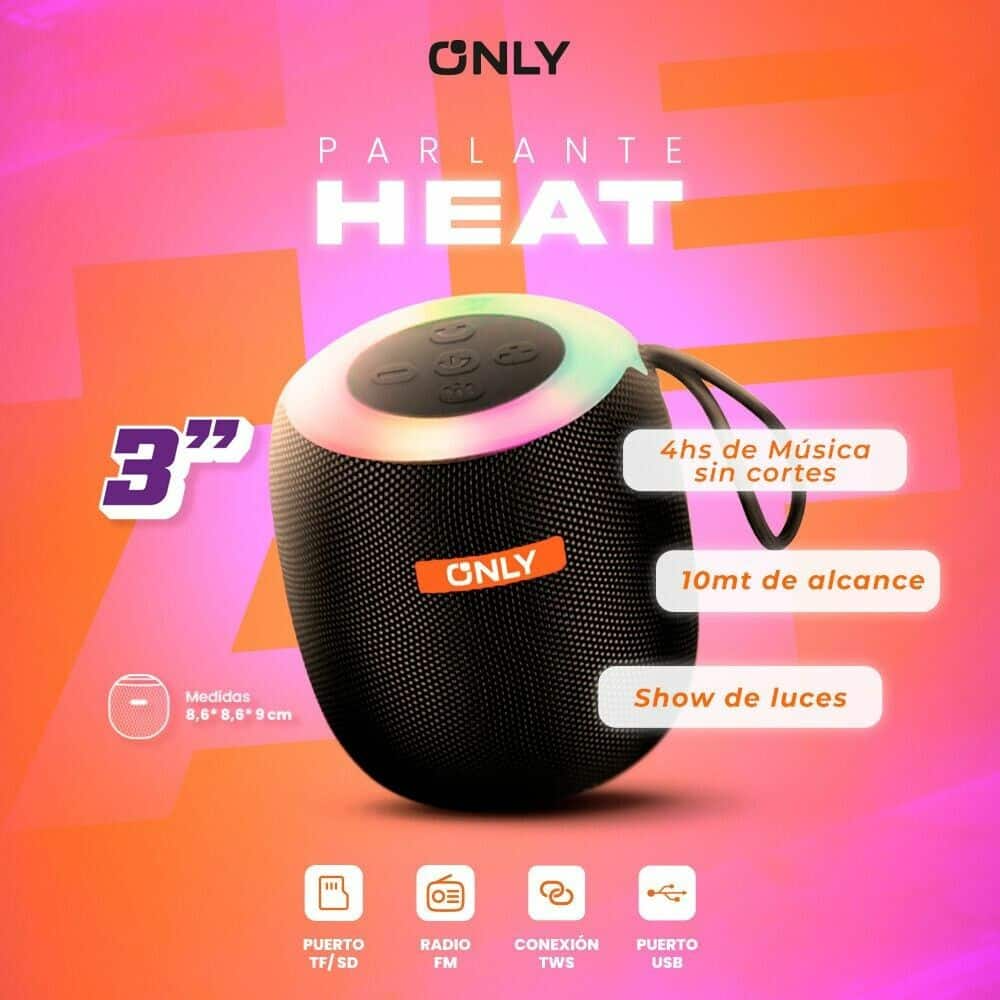 ONLY
PARLANTE
HEAT
3”
4hs de Música
sin cortes
ONLY
10mt de alcance
Show de luces
Medidas
8,6* 8,6* 9 cm
PUERTO
TF/SD
RADIO
FM
CONEXIÓN
TWS
PUERTO
USB